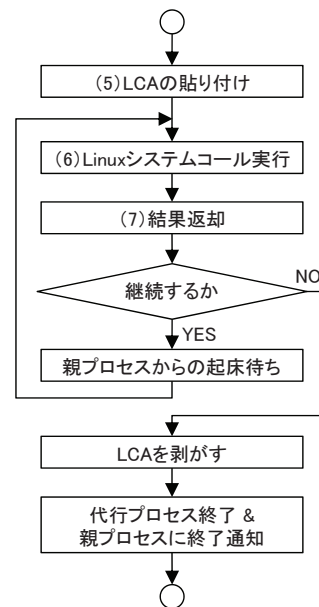 (5)LCAの貼り付け
(6)Linuxシステムコール実行
(7)結果返却
継続するか
NO
YES
親プロセスからの起床待ち
LCAを剥がす
代行プロセス終了 &
親プロセスに終了通知